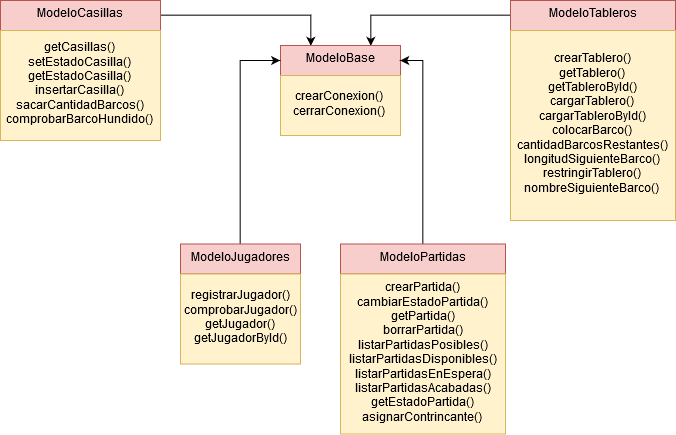 ModeloCasillas
getCasillas()
setEstadoCasilla()
getEstadoCasilla()
insertarCasilla()
sacarCantidadBarcos()
comprobarBarcoHundido()
ModeloBase
crearConexion()
cerrarConexion()
ModeloTableros
crearTablero()
getTablero()
getTableroById()
cargarTablero()
cargarTableroById()
colocarBarco()
cantidadBarcosRestantes()
longitudSiguienteBarco()
restringirTablero()
nombreSiguienteBarco()
ModeloJugadores
registrarJugador()
comprobarJugador()
getJugador()
getJugadorById()
ModeloPartidas
crearPartida()
cambiarEstadoPartida()
getPartida()
borrarPartida()
listarPartidasPosibles()
listarPartidasDisponibles()
listarPartidasEnEspera()
listarPartidasAcabadas()
getEstadoPartida()
asignarContrincante()